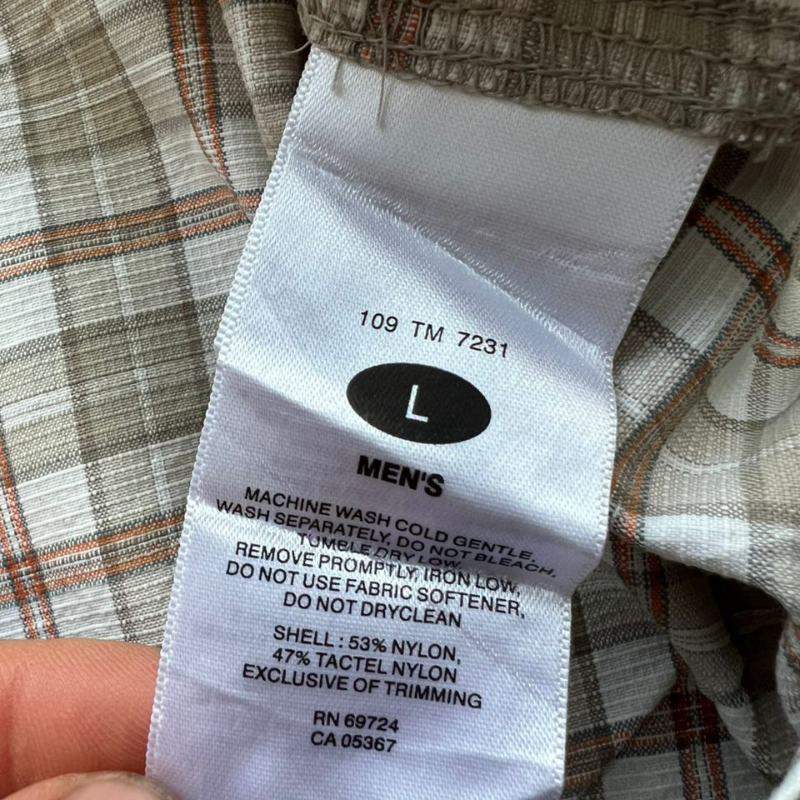 109 TM 7231
L
MEN'S
MACHINE WASH COLD GENTLE,
WASH SEPARATELY, DO NOT BLEACH,
TUMBLE DRY LOW,
REMOVE PROMPTLY, IRON LOW,
DO NOT USE FABRIC SOFTENER,
DO NOT DRYCLEAN
SHELL : 53% NYLON,
47% TACTEL NYLON
EXCLUSIVE OF TRIMMING
RN 69724
CA 05367